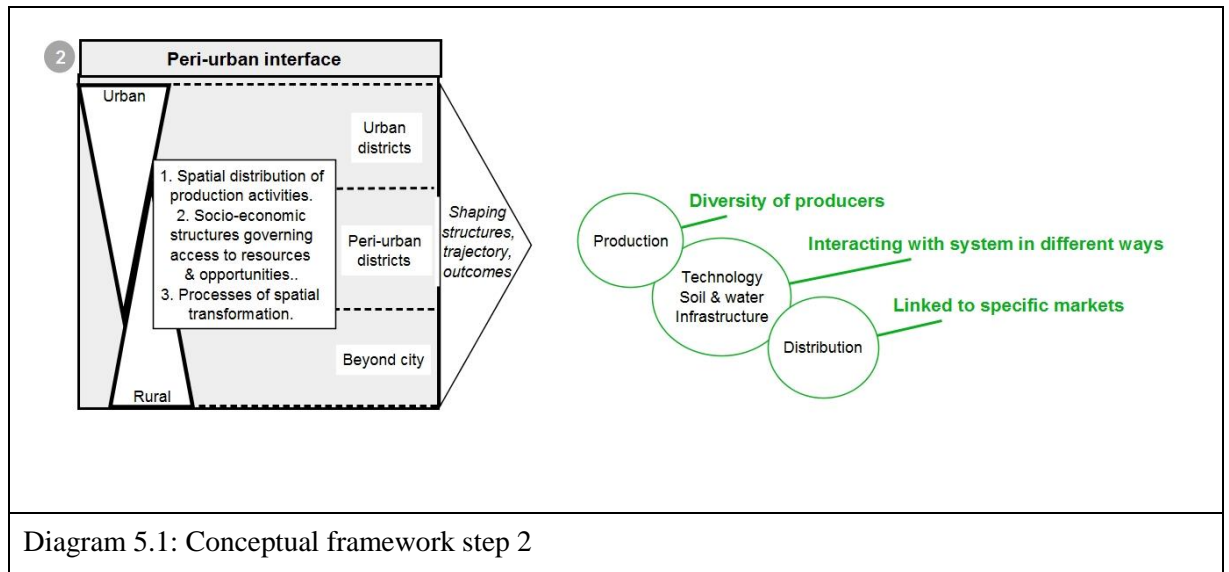 2
Peri-urban interface
Urban
Urban
districts
1. Spatial distribution of
production activities.
2. Socio-economic
structures governing
access to resources
& opportunities..
3. Processes of spatial
transformation.
Peri-urban
districts
Beyond city
Rural
Shaping
structures,
trajectory,
outcomes
Production
Technology
Soil & water
Infrastructure
Distribution
Diversity of producers
Interacting with system in different ways
Linked to specific markets
Diagram 5.1: Conceptual framework step 2